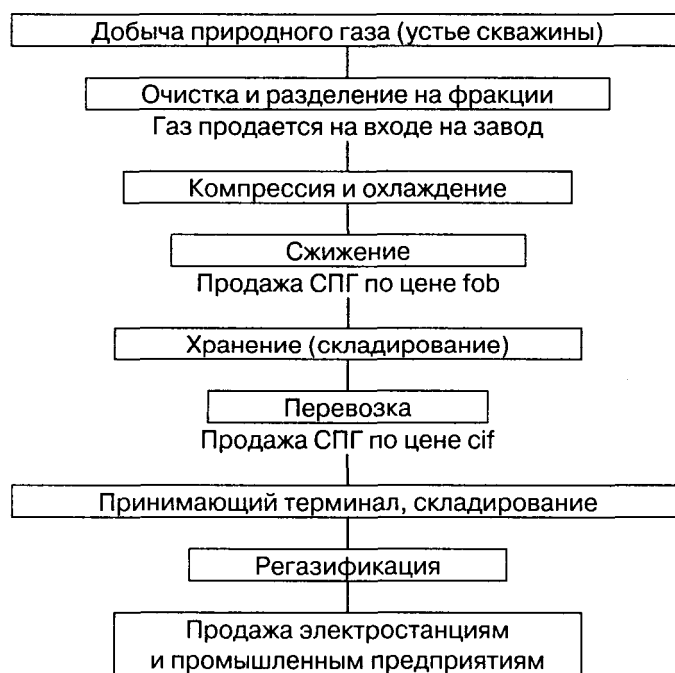 Добыча природного газа (устье скважины)
Очистка и разделение на фракции
Газ продается на входе на завод
Компрессия и охлаждение
Сжижение
Продажа СПГ по цене fob
Хранение (складирование)
Перевозка
Продажа СПГ по цене cif
Принимающий терминал, складирование
Регазификация
Продажа электростанциям
и промышленным предприятиям